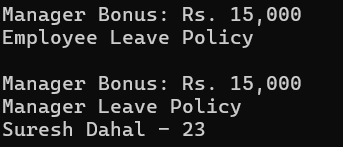 Manager Bonus: Rs. 15,000
Employee Leave Policy

Manager Bonus: Rs. 15,000
Manager Leave Policy
Suresh Dahal - 23